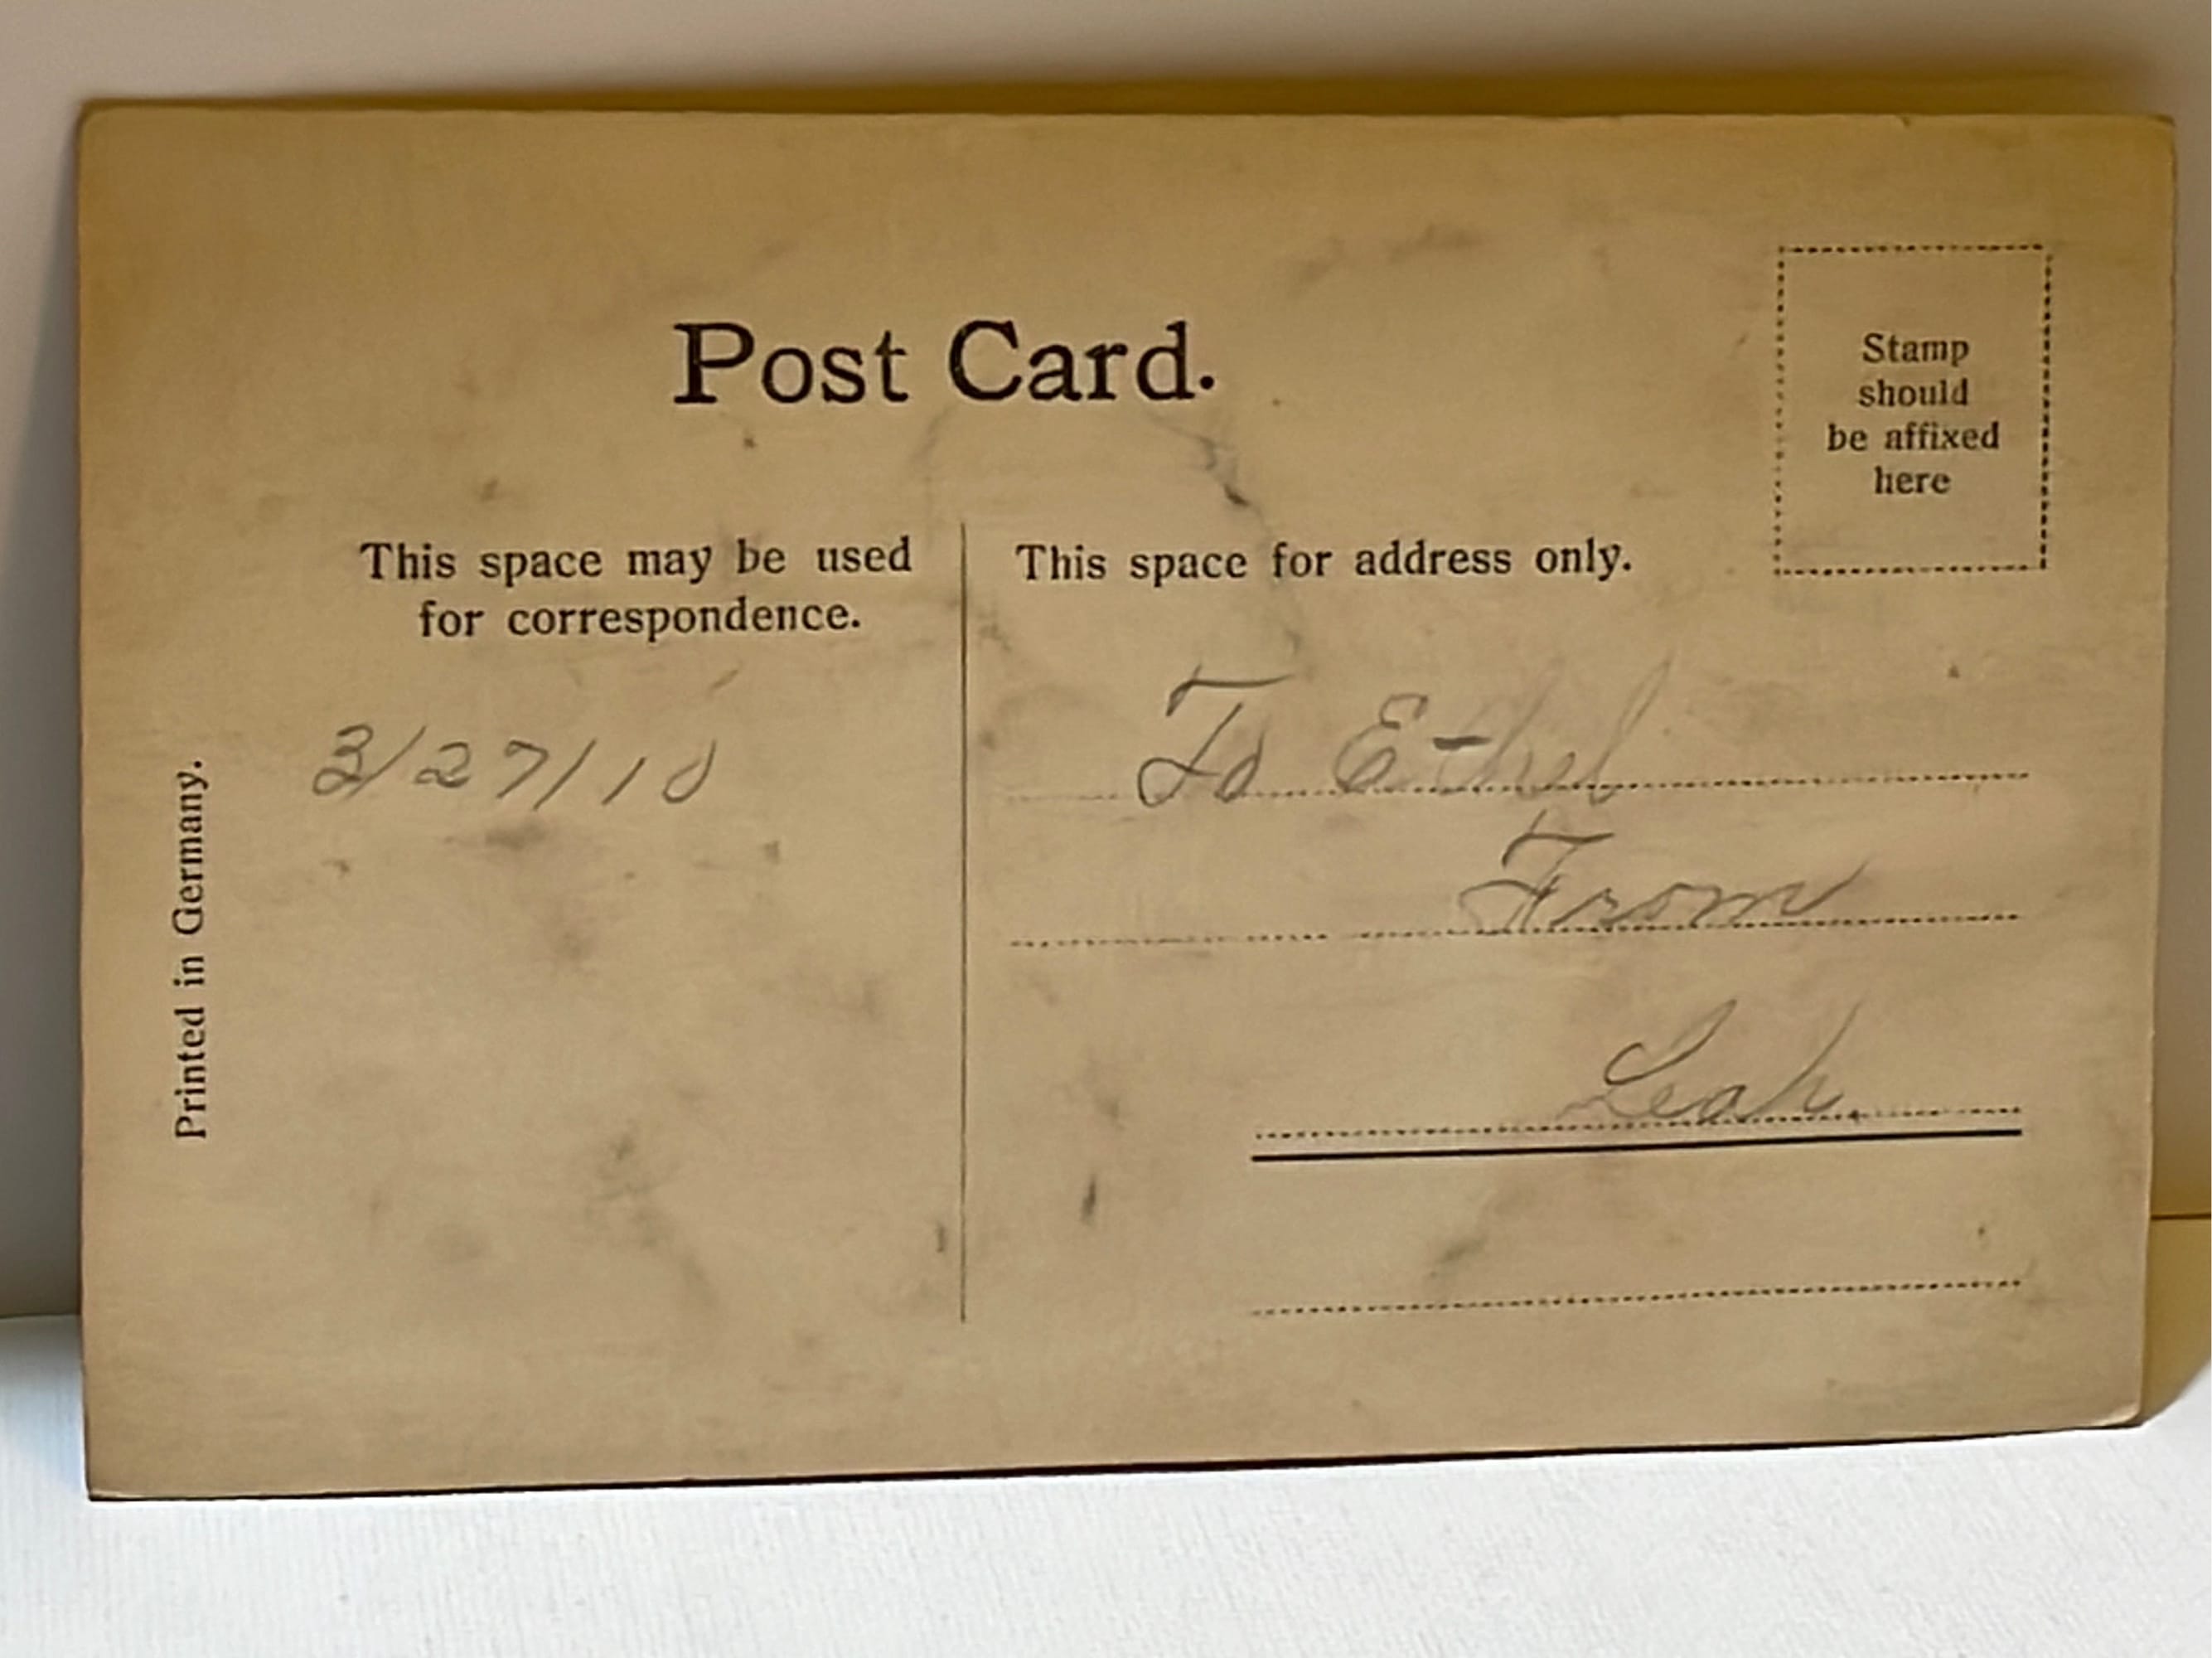 Post Card.
Stamp
should
be affixed
here
This space may be used
for correspondence.
This space for address only.
3/27/10
To Ethel
From
Leah.
Printed in Germany.